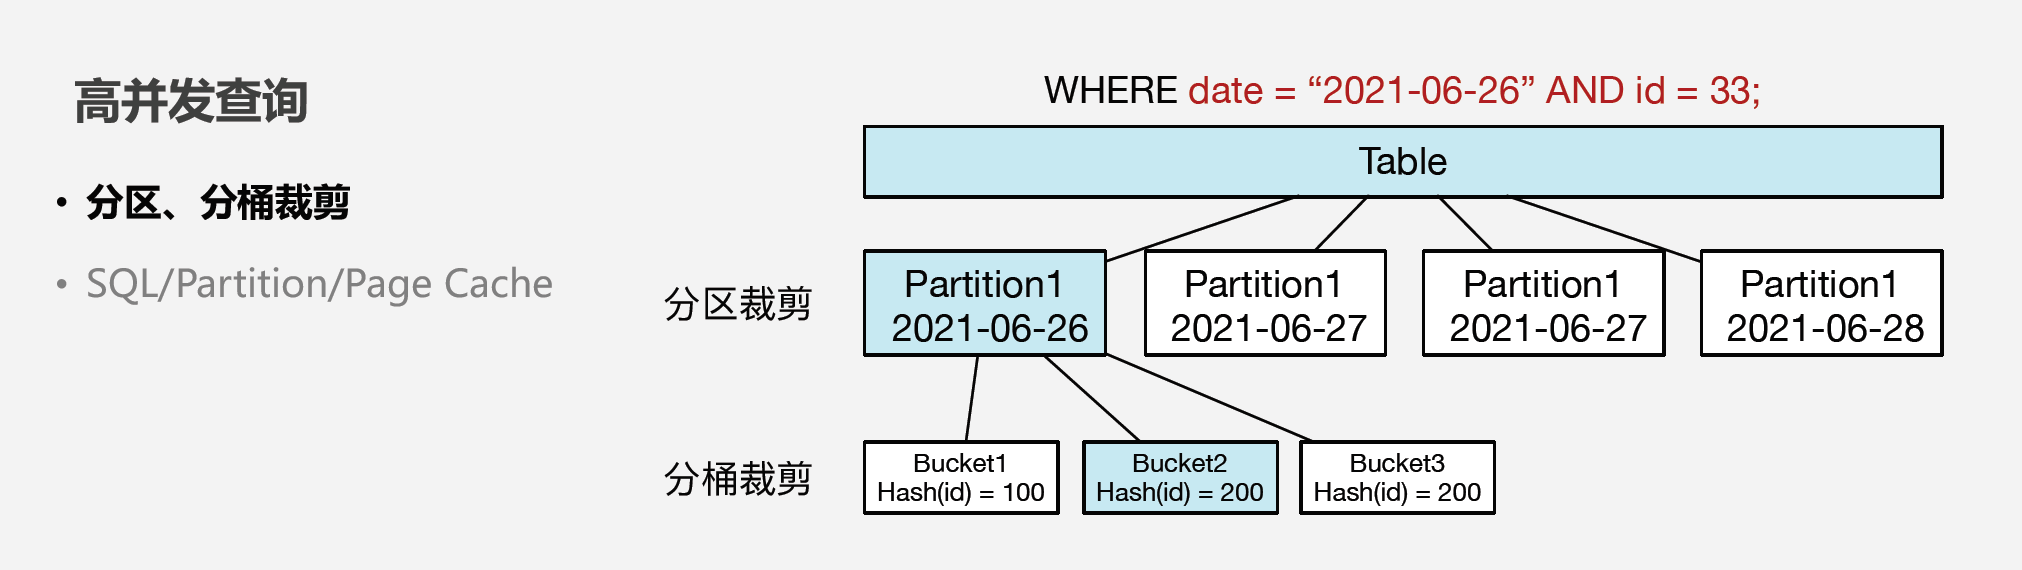 高并发查询
• 分区、分桶裁剪
• SQL/Partition/Page Cache
WHERE date = “2021-06-26” AND id = 33;
Table
分区裁剪
Partition1
2021-06-26
Partition1
2021-06-27
Partition1
2021-06-27
Partition1
2021-06-28
分桶裁剪
Bucket1
Hash(id) = 100
Bucket2
Hash(id) = 200
Bucket3
Hash(id) = 200